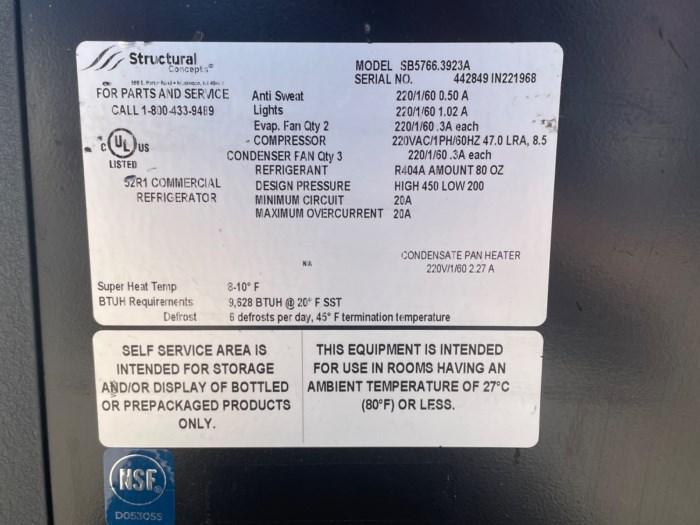 Structural
Concepts®
MODEL SB5766.3923A
SERIAL NO. 442849 IN221968
FOR PARTS AND SERVICE
CALL 1-800-433-9489
C UL US
LISTED
52R1 COMMERCIAL
REFRIGERATOR
Anti Sweat 220/1/60 0.50 A
Lights 220/1/60 1.02 A
Evap. Fan Qty 2 220/1/60 .3A each
COMPRESSOR 220VAC/1PH/60HZ 47.0 LRA, 8.5
CONDENSER FAN Qty 3 220/1/60 .3A each
REFRIGERANT R404A AMOUNT 80 OZ
DESIGN PRESSURE HIGH 450 LOW 200
MINIMUM CIRCUIT 20A
MAXIMUM OVERCURRENT 20A
N/A
CONDENSATE PAN HEATER
220V/1/60 2.27 A
Super Heat Temp 8-10° F
BTUH Requirements 9,628 BTUH @ 20° F SST
Defrost 6 defrosts per day, 45° F termination temperature
SELF SERVICE AREA IS
INTENDED FOR STORAGE
AND/OR DISPLAY OF BOTTLED
OR PREPACKAGED PRODUCTS
ONLY.
THIS EQUIPMENT IS INTENDED
FOR USE IN ROOMS HAVING AN
AMBIENT TEMPERATURE OF 27°C
(80°F) OR LESS.
NSF
D053055